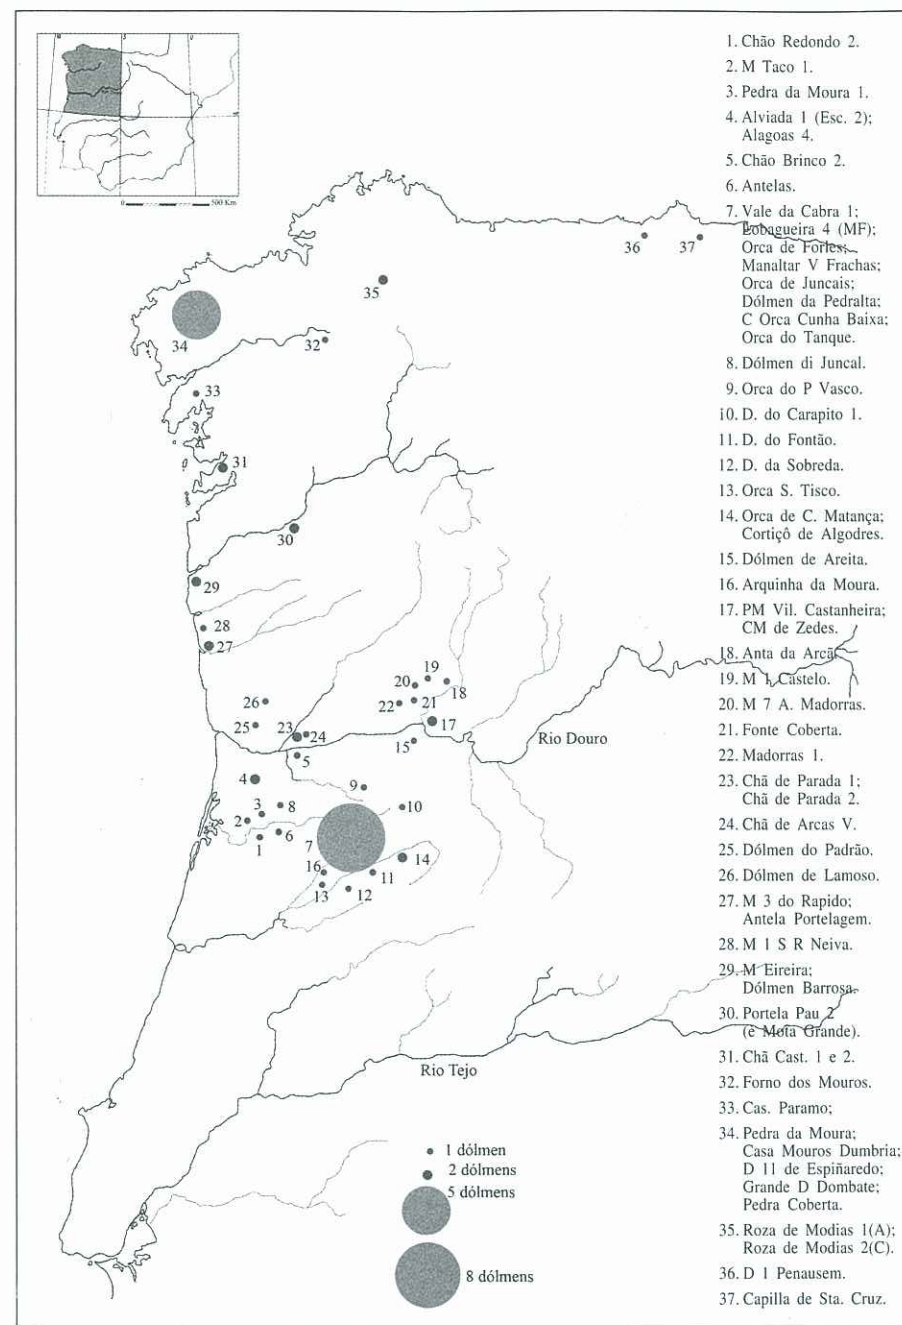 1. Chão Redondo 2.
2. M Taco 1.
3. Pedra da Moura 1.
4. Alviada 1 (Esc. 2);
Alagoas 4.
5. Chão Brinco 2.
6. Antelas.
7. Vale da Cabra 1;
Lobagueira 4 (MF);
Orca de Forles;
Manaltar V Frachas;
Orca de Juncais;
Dólmen da Pedralta;
C Orca Cunha Baixa;
Orca do Tanque.
8. Dólmen di Juncal.
9. Orca do P Vasco.
10. D. do Carapito 1.
11. D. do Fontão.
12. D. da Sobreda.
13. Orca S. Tisco.
14. Orca de C. Matança;
Cortiçô de Algodres.
15. Dólmen de Areita.
16. Arquinha da Moura.
17. PM Vil. Castanheira;
CM de Zedes.
18. Anta da Arcã
19. M 1 Castelo.
20. M 7 A. Madorras.
21. Fonte Coberta.
22. Madorras 1.
23. Chã de Parada 1;
Chã de Parada 2.
24. Chã de Arcas V.
25. Dólmen do Padrão.
26. Dólmen de Lamoso.
27. M 3 do Rapido;
Antela Portelagem.
28. M 1 S R Neiva.
29. M Eireira;
Dólmen Barrosa.
30. Portela Pau 2
(e Mota Grande).
31. Chã Cast. 1 e 2.
32. Forno dos Mouros.
33. Cas. Paramo;
34. Pedra da Moura;
Casa Mouros Dumbria;
D 11 de Espiñaredo;
Grande D Dombate;
Pedra Coberta.
35. Roza de Modias 1(A);
Roza de Modias 2(C).
36. D 1 Penausem.
37. Capilla de Sta. Cruz.
0 500 Km
36 37
35
34 32
33
31
30
29
28
27
19
20 18
26 22 21
17
25 23 24 15
Rio Douro
5
4 9
3 8 10
2
1 6 7
14
16 11
13 12
Rio Tejo
1 dólmen
2 dólmens
5 dólmens
8 dólmens